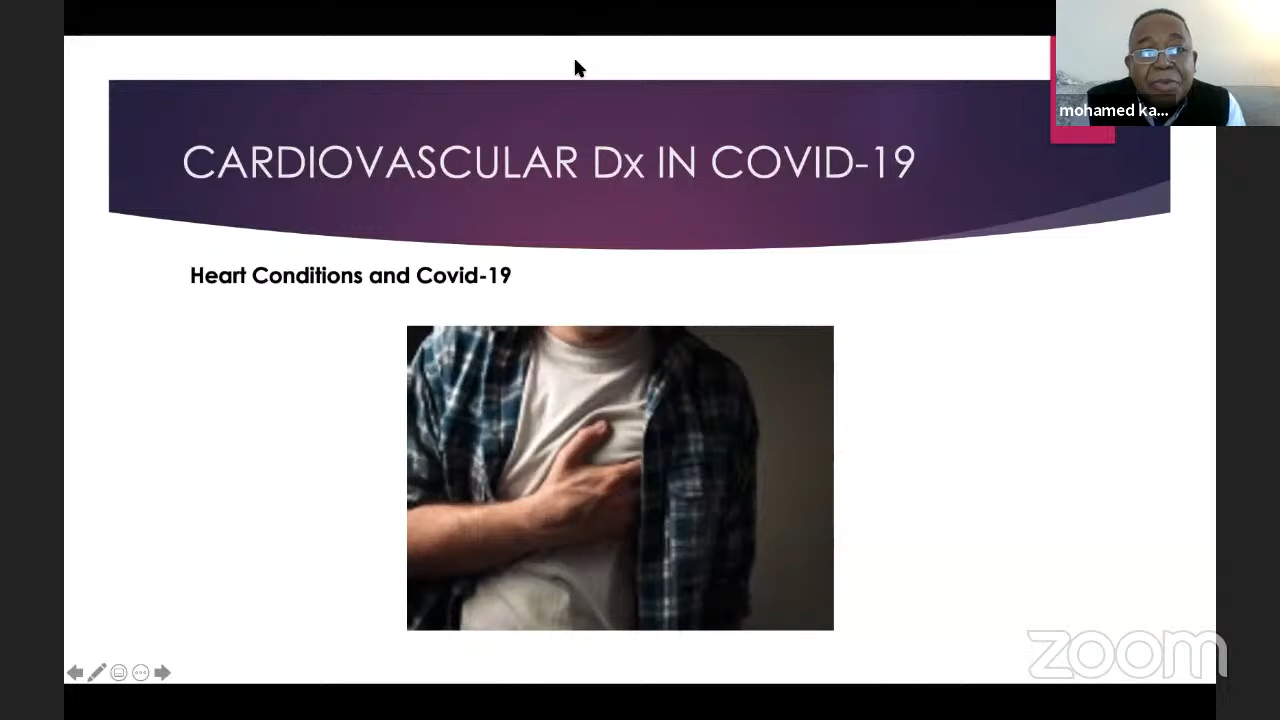 mohamed ka...
CARDIOVASCULAR Dx IN COVID-19
Heart Conditions and Covid-19
zoom